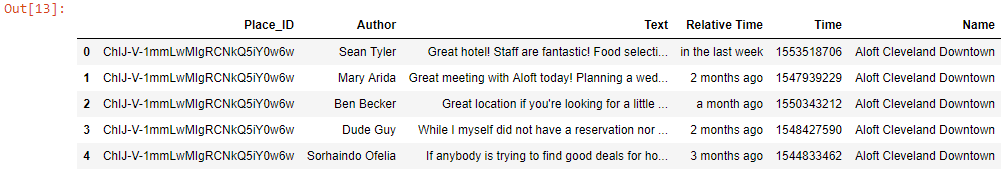 Out[13]:
Place_ID Author Text Relative Time Time Name
0 ChIJ-V-1mmLwMIgRCNkQ5iY0w6w Sean Tyler Great hotel! Staff are fantastic! Food selecti... in the last week 1553518706 Aloft Cleveland Downtown
1 ChIJ-V-1mmLwMIgRCNkQ5iY0w6w Mary Arida Great meeting with Aloft today! Planning a wed... 2 months ago 1547939229 Aloft Cleveland Downtown
2 ChIJ-V-1mmLwMIgRCNkQ5iY0w6w Ben Becker Great location if you're looking for a little ... a month ago 1550343212 Aloft Cleveland Downtown
3 ChIJ-V-1mmLwMIgRCNkQ5iY0w6w Dude Guy While I myself did not have a reservation nor ... 2 months ago 1548427590 Aloft Cleveland Downtown
4 ChIJ-V-1mmLwMIgRCNkQ5iY0w6w Sorhaindo Ofelia If anybody is trying to find good deals for ho... 3 months ago 1544833462 Aloft Cleveland Downtown